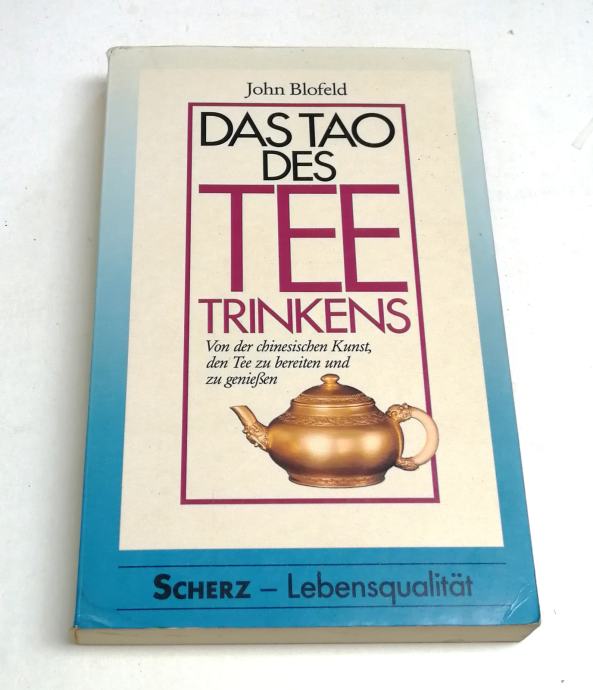 John Blofeld
DAS TAO
DES
TEE
TRINKENS
Von der chinesischen Kunst,
den Tee zu bereiten und
zu genießen
SCHERZ – Lebensqualität